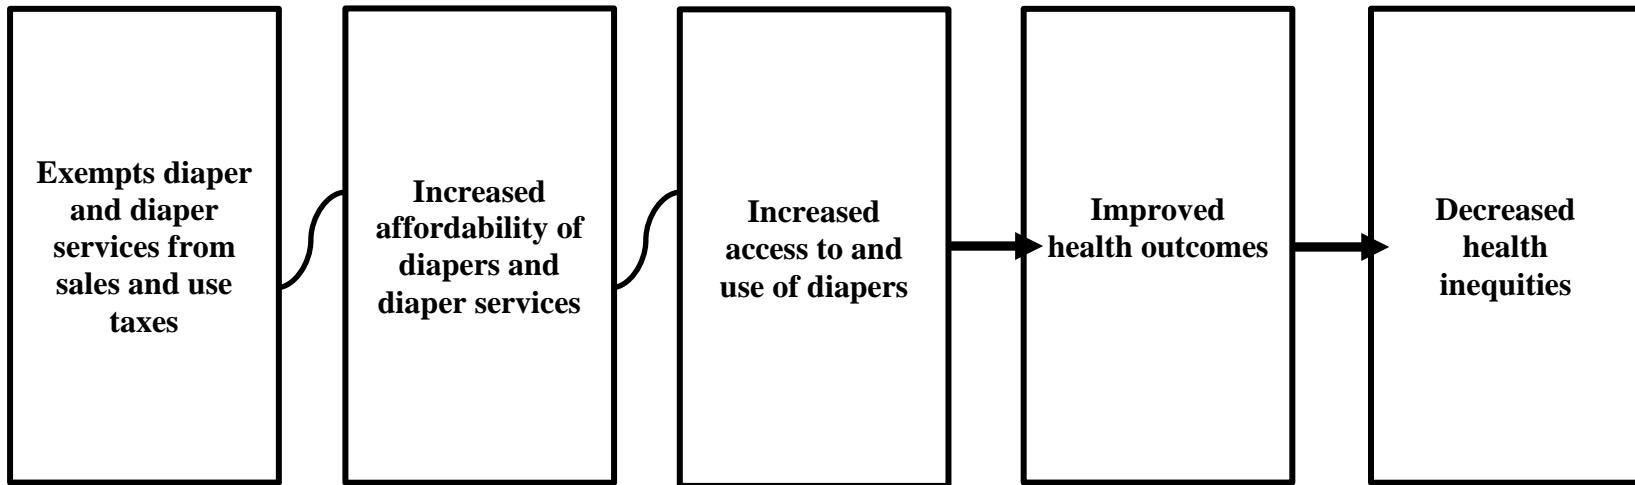 Exempts diaper
and diaper
services from
sales and use
taxes
Increased
affordability of
diapers and
diaper services
Increased
access to and
use of diapers
Improved
health outcomes
Decreased
health
inequities